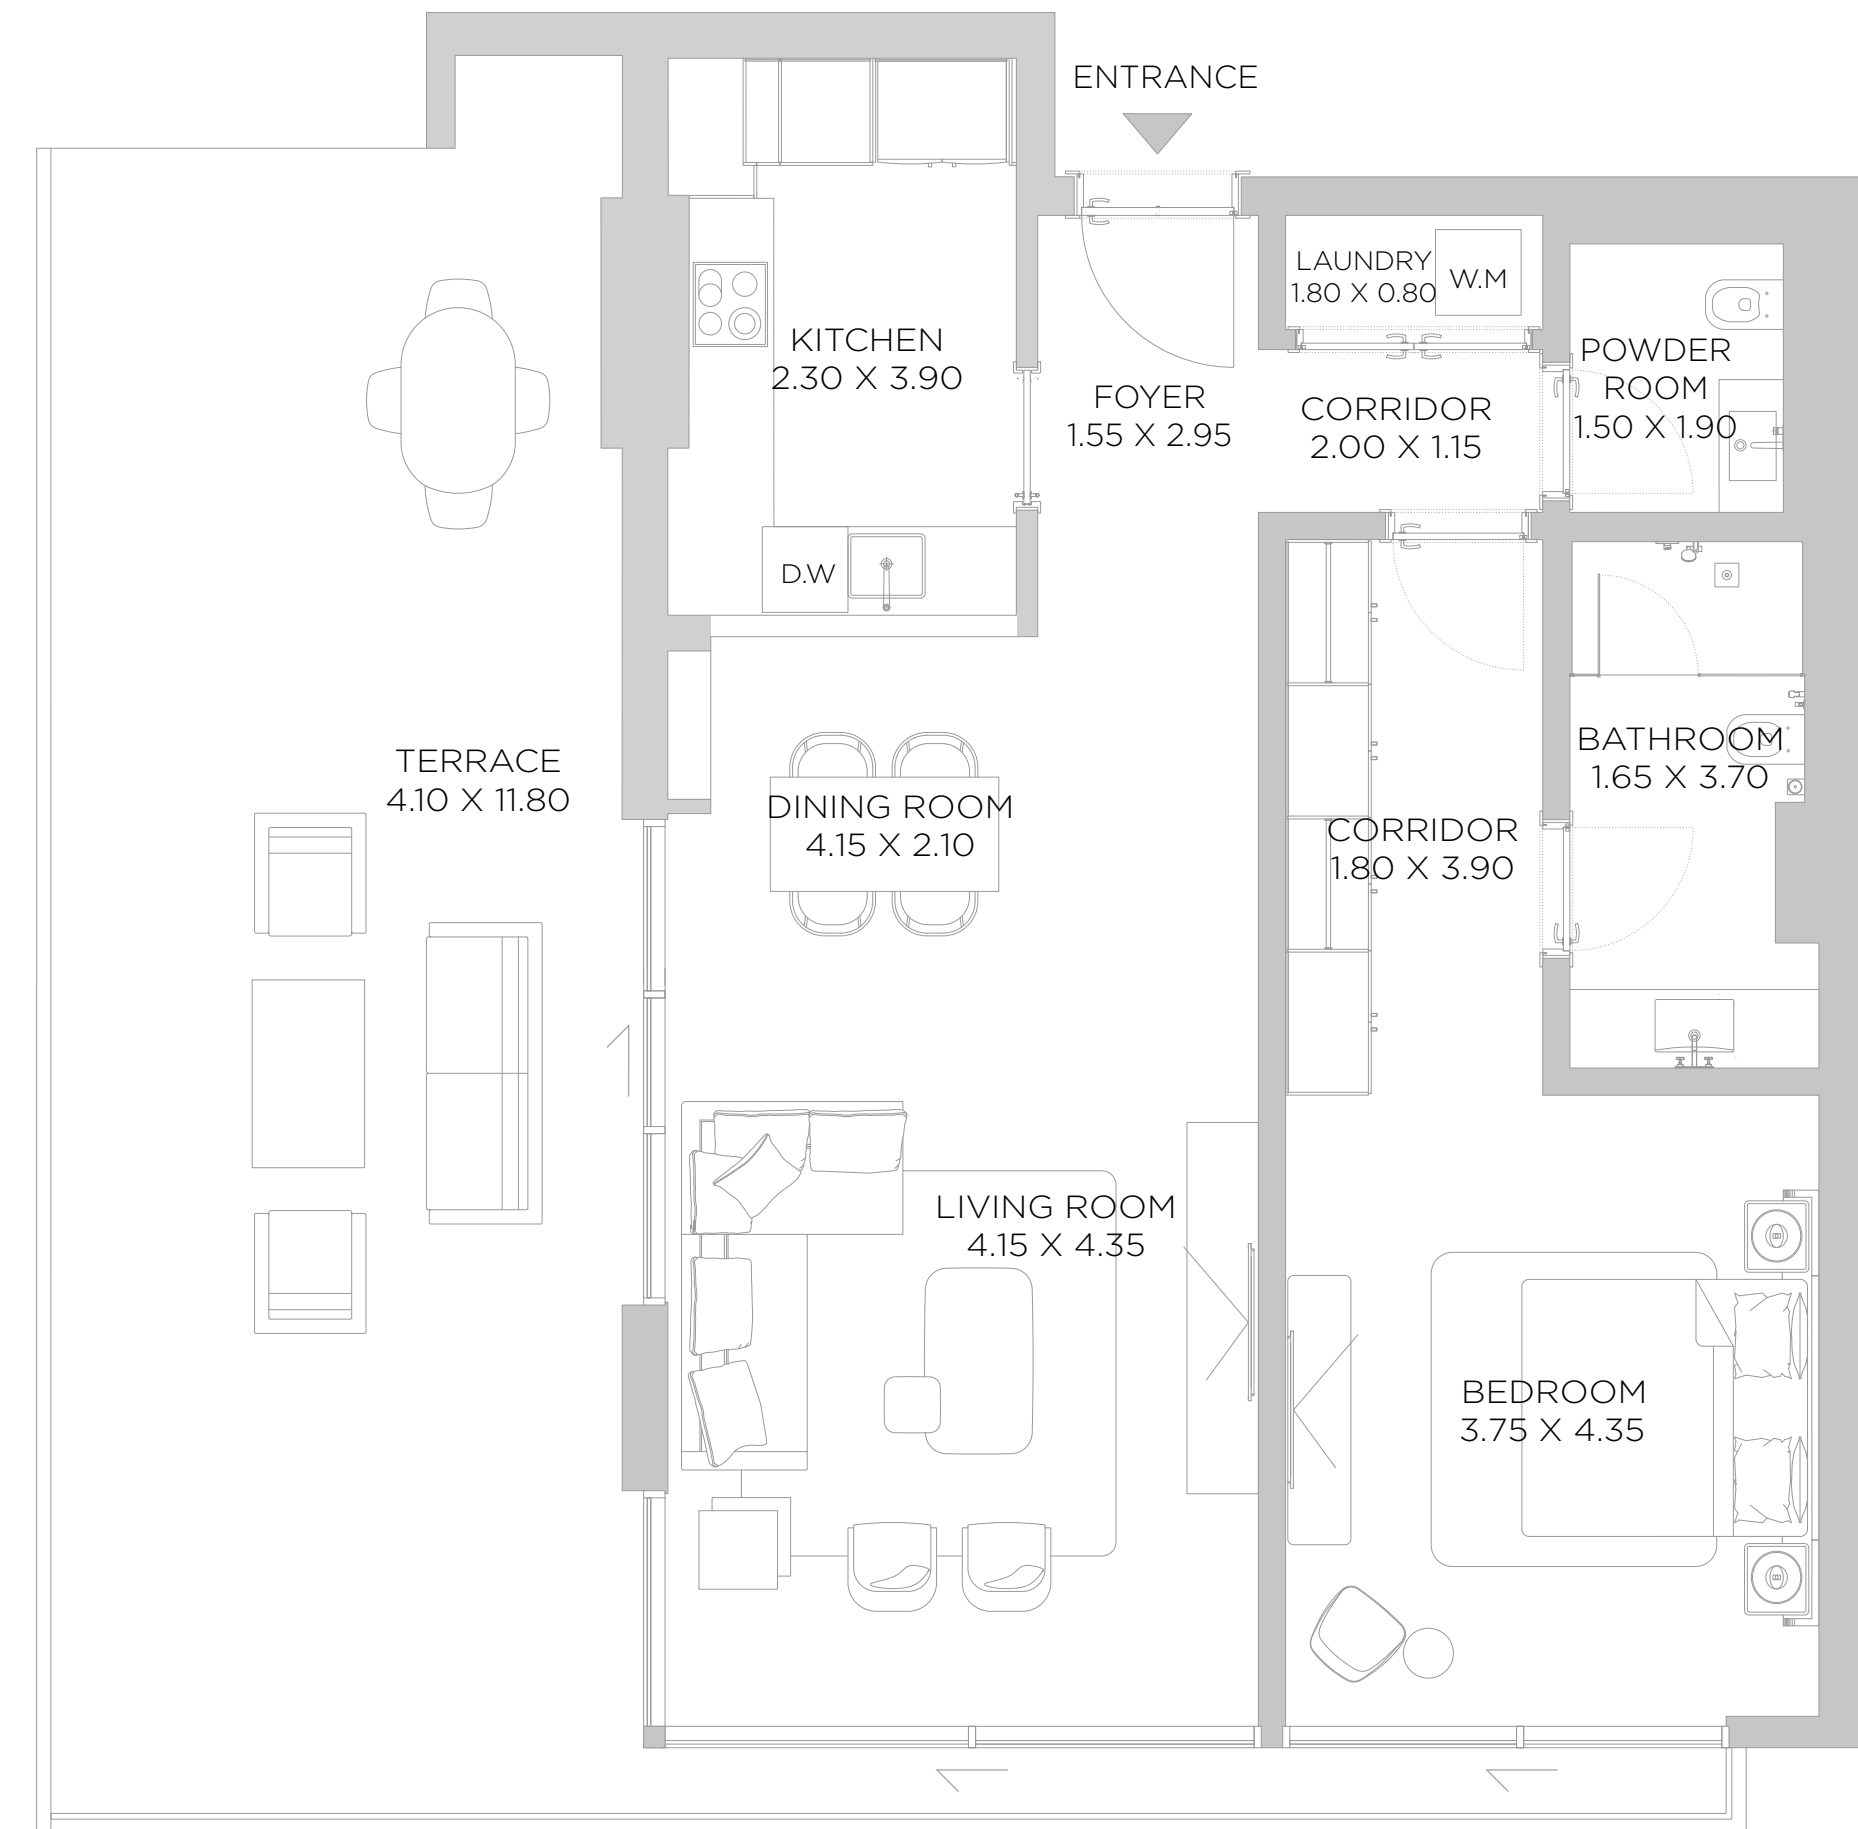 ENTRANCE
LAUNDRY
1.80 X 0.80
W.M
KITCHEN
2.30 X 3.90
POWDER
ROOM
1.50 X 1.90
FOYER
1.55 X 2.95
CORRIDOR
2.00 X 1.15
D.W
TERRACE
4.10 X 11.80
DINING ROOM
4.15 X 2.10
BATHROOM
1.65 X 3.70
CORRIDOR
1.80 X 3.90
LIVING ROOM
4.15 X 4.35
BEDROOM
3.75 X 4.35